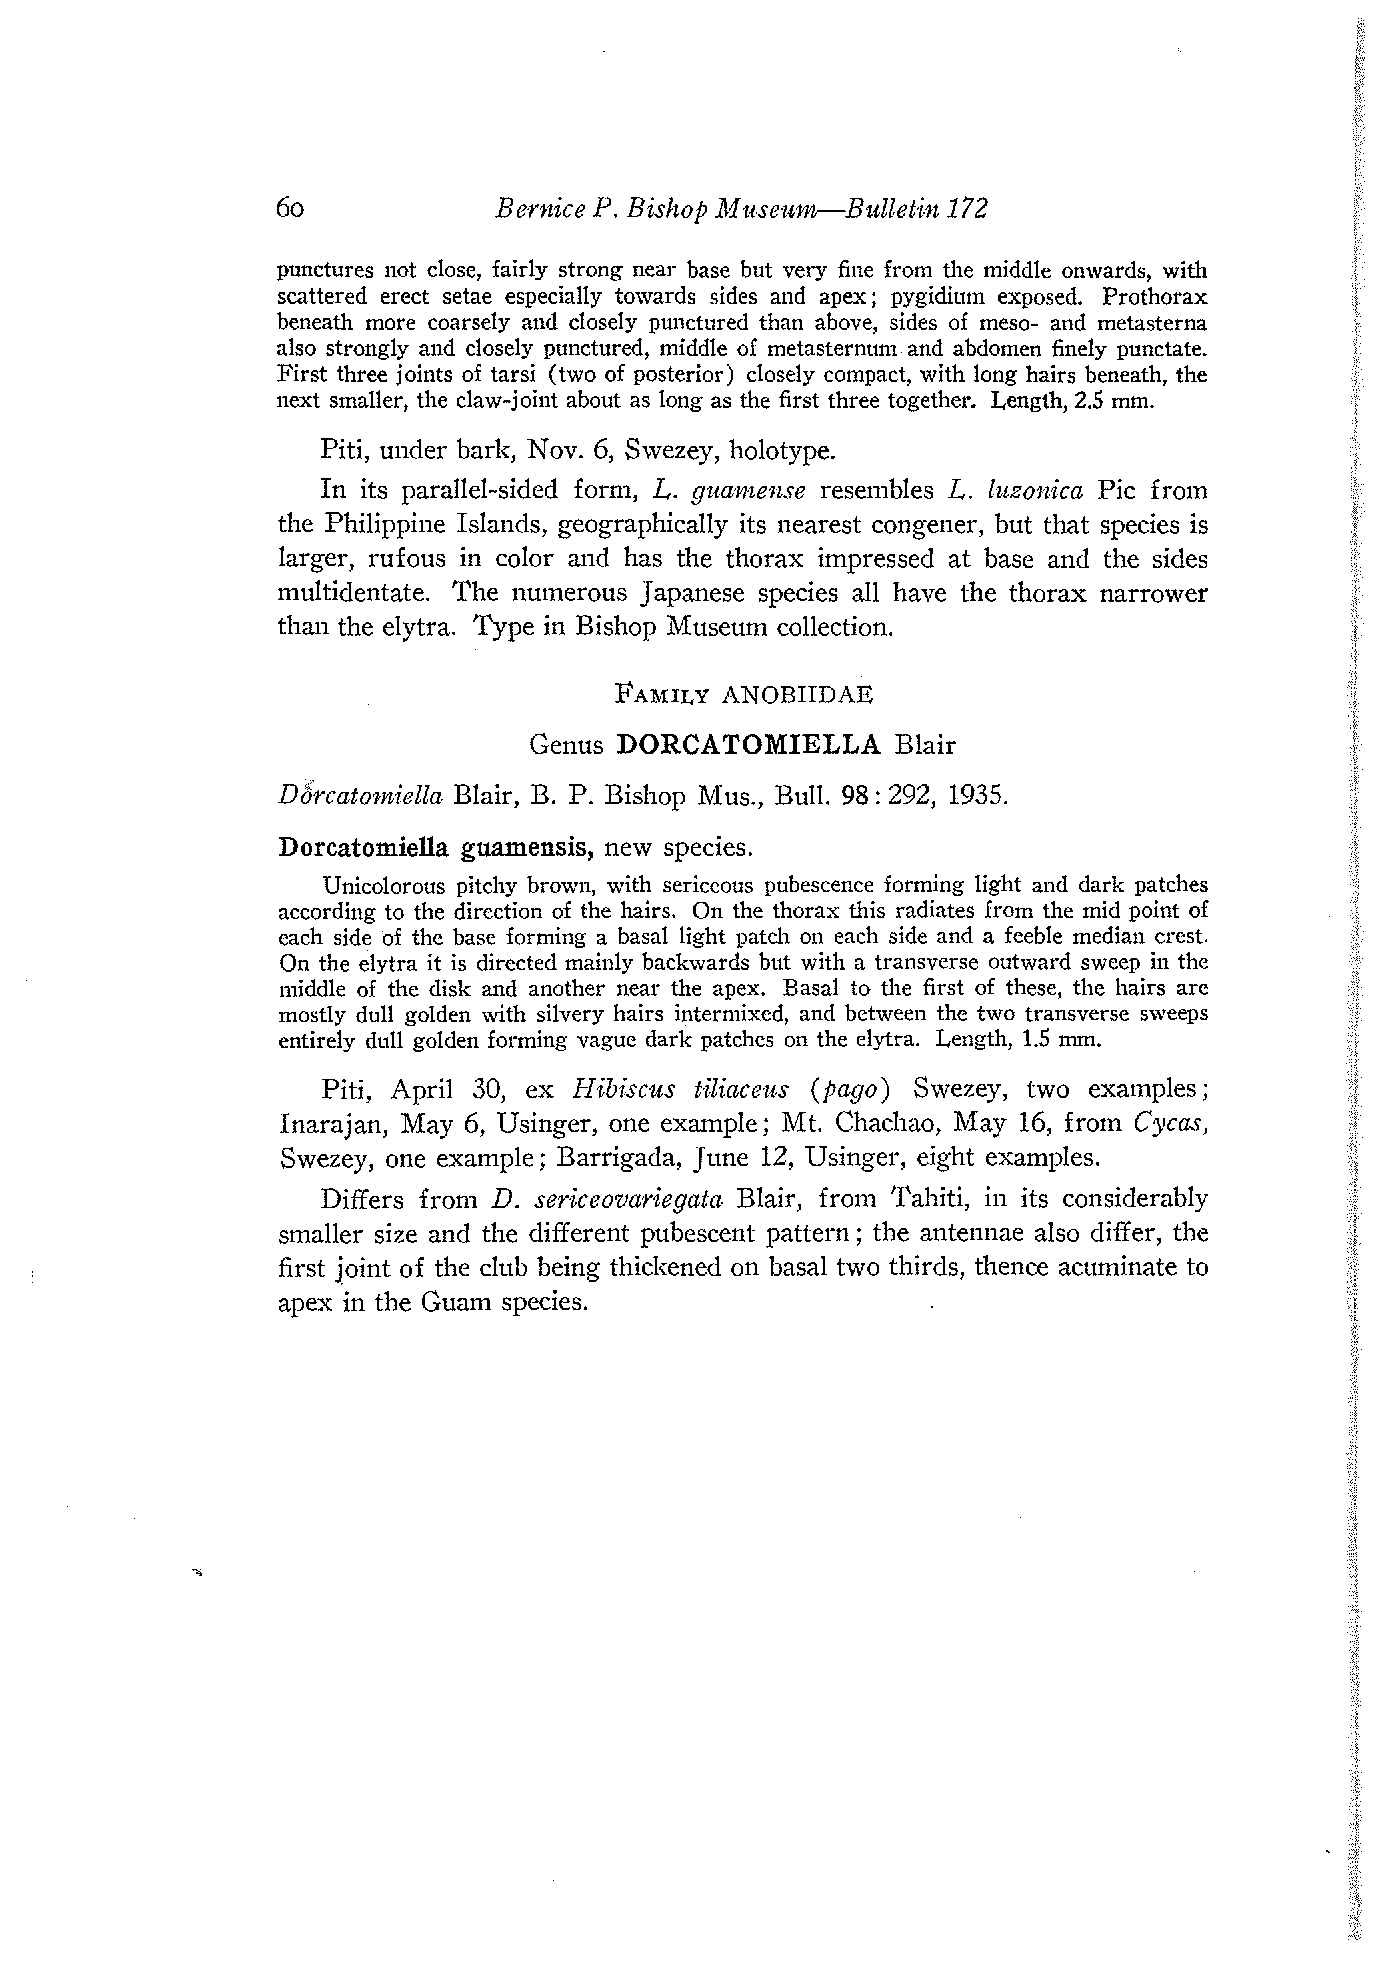 60 Bernice P. Bishop Museum—Bulletin 172
punctures not close, fairly strong near base but very fine from the middle onwards, with
scattered erect setae especially towards sides and apex; pygidium exposed. Prothorax
beneath more coarsely and closely punctured than above, sides of meso- and metasterna
also strongly and closely punctured, middle of metasternum and abdomen finely punctate.
First three joints of tarsi (two of posterior) closely compact, with long hairs beneath, the
next smaller, the claw-joint about as long as the first three together. Length, 2.5 mm.
Piti, under bark, Nov. 6, Swezey, holotype.
In its parallel-sided form, L. guamense resembles L. luzonica Pic from
the Philippine Islands, geographically its nearest congener, but that species is
larger, rufous in color and has the thorax impressed at base and the sides
multidentate. The numerous Japanese species all have the thorax narrower
than the elytra. Type in Bishop Museum collection.
FAMILY ANOBIIDAE
Genus DORCATOMIELLA Blair
Dorcatomiella Blair, B. P. Bishop Mus., Bull. 98: 292, 1935.
Dorcatomiella guamensis, new species.
Unicolorous pitchy brown, with sericeous pubescence forming light and dark patches
according to the direction of the hairs. On the thorax this radiates from the mid point of
each side of the base forming a basal light patch on each side and a feeble median crest.
On the elytra it is directed mainly backwards but with a transverse outward sweep in the
middle of the disk and another near the apex. Basal to the first of these, the hairs are
mostly dull golden with silvery hairs intermixed, and between the two transverse sweeps
entirely dull golden forming vague dark patches on the elytra. Length, 1.5 mm.
Piti, April 30, ex Hibiscus tiliaceus (pago) Swezey, two examples;
Inarajan, May 6, Usinger, one example; Mt. Chachao, May 16, from Cycas,
Swezey, one example; Barrigada, June 12, Usinger, eight examples.
Differs from D. sericeovariegata Blair, from Tahiti, in its considerably
smaller size and the different pubescent pattern; the antennae also differ, the
first joint of the club being thickened on basal two thirds, thence acuminate to
apex in the Guam species.